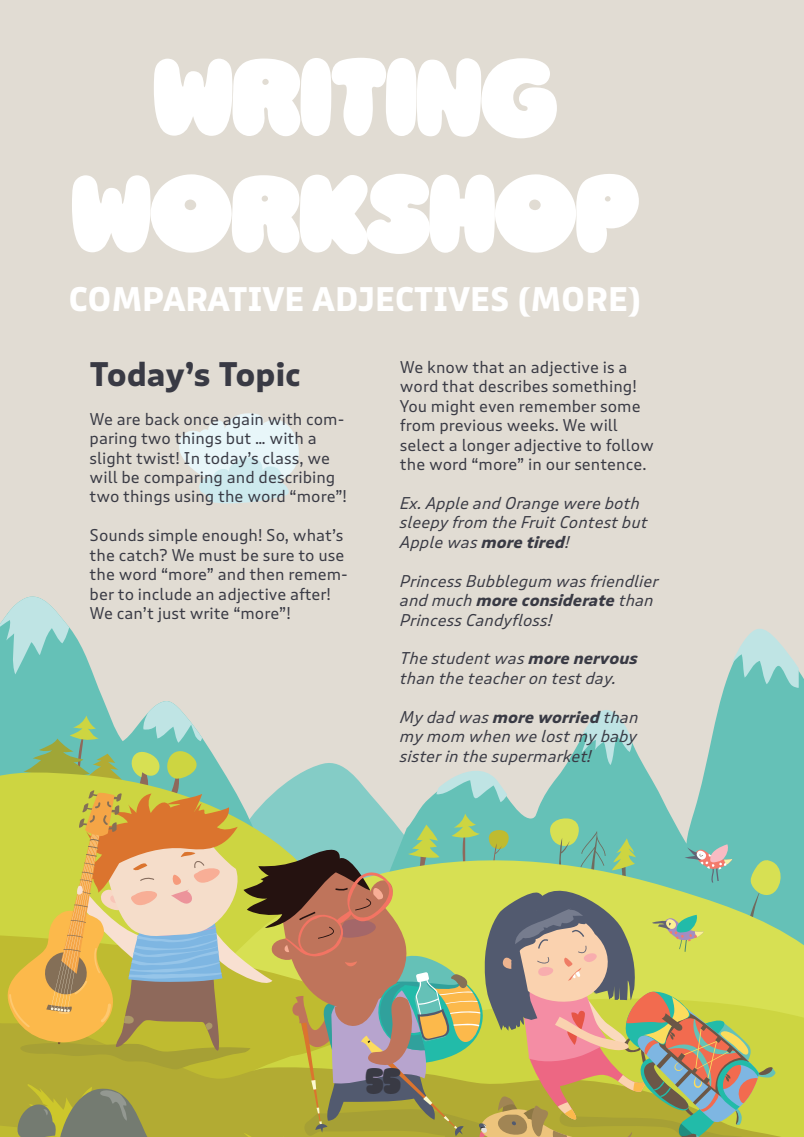 WRITING
WORKSHOP
COMPARATIVE ADJECTIVES (MORE)
Today's Topic
We are back once again with com-
paring two things but ... with a
slight twist! In today's class, we
will be comparing and describing
two things using the word “more”!
Sounds simple enough! So, what's
the catch? We must be sure to use
the word “more” and then remem-
ber to include an adjective after!
We can't just write “more”!
We know that an adjective is a
word that describes something!
You might even remember some
from previous weeks. We will
select a longer adjective to follow
the word “more” in our sentence.
Ex. Apple and Orange were both
sleepy from the Fruit Contest but
Apple was more tired!
Princess Bubblegum was friendlier
and much more considerate than
Princess Candyfloss!
The student was more nervous
than the teacher on test day.
My dad was more worried than
my mom when we lost my baby
sister in the supermarket!
55